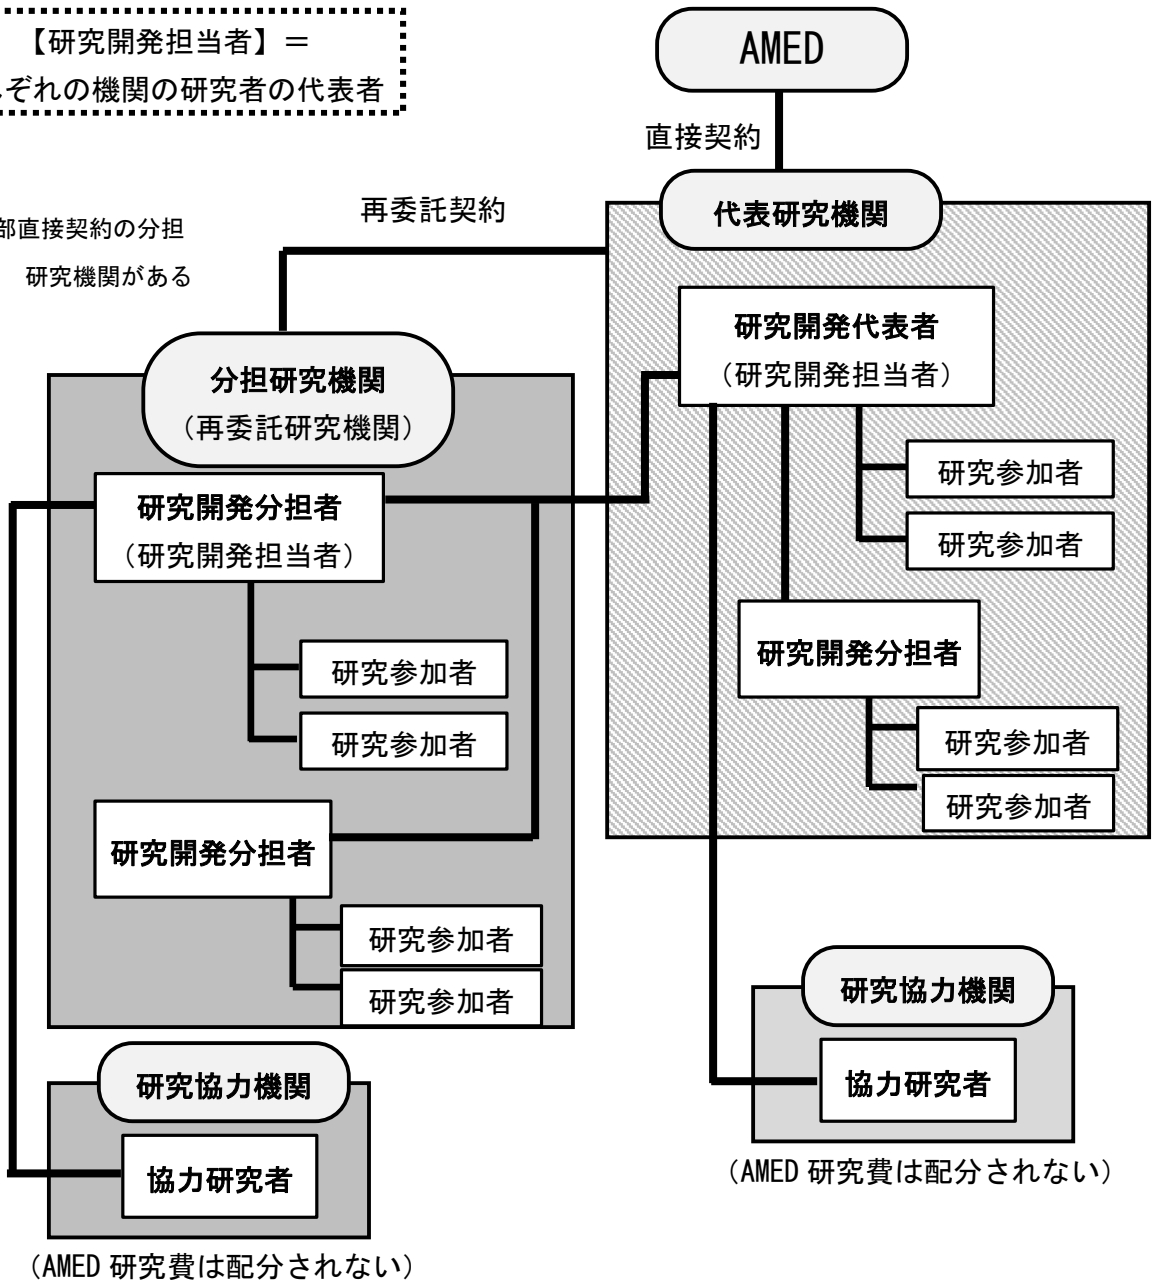 【研究開発担当者】＝
ぞれの機関の研究者の代表者
AMED
直接契約
再委託契約
部直接契約の分担
研究機関がある
代表研究機関
研究開発代表者
（研究開発担当者）
研究参加者
研究参加者
研究開発分担者
研究参加者
研究参加者
分担研究機関
（再委託研究機関）
研究開発分担者
（研究開発担当者）
研究参加者
研究参加者
研究開発分担者
研究参加者
研究参加者
研究協力機関
協力研究者
（AMED 研究費は配分されない）
研究協力機関
協力研究者
（AMED 研究費は配分されない）